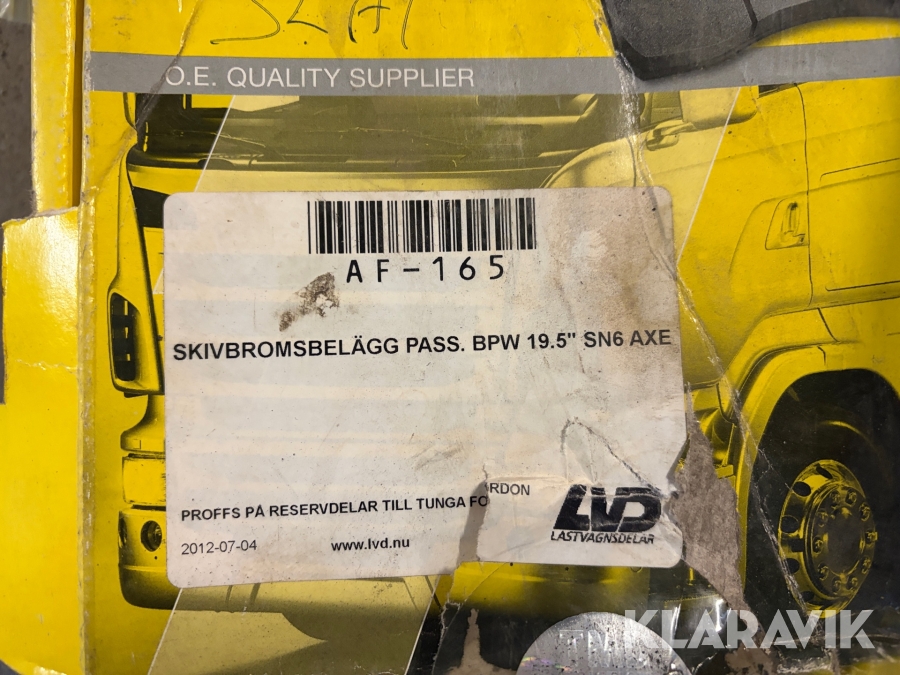 O.E. QUALITY SUPPLIER
AF-165
SKIVBROMSBELÄGG PASS. BPW 19.5" SN6 AXE
PROFFS PÅ RESERVDELAR TILL TUNGA FO RDON
2012-07-04 www.lvd.nu
LVD
LASTVAGNSDELAR
KLARAVIK